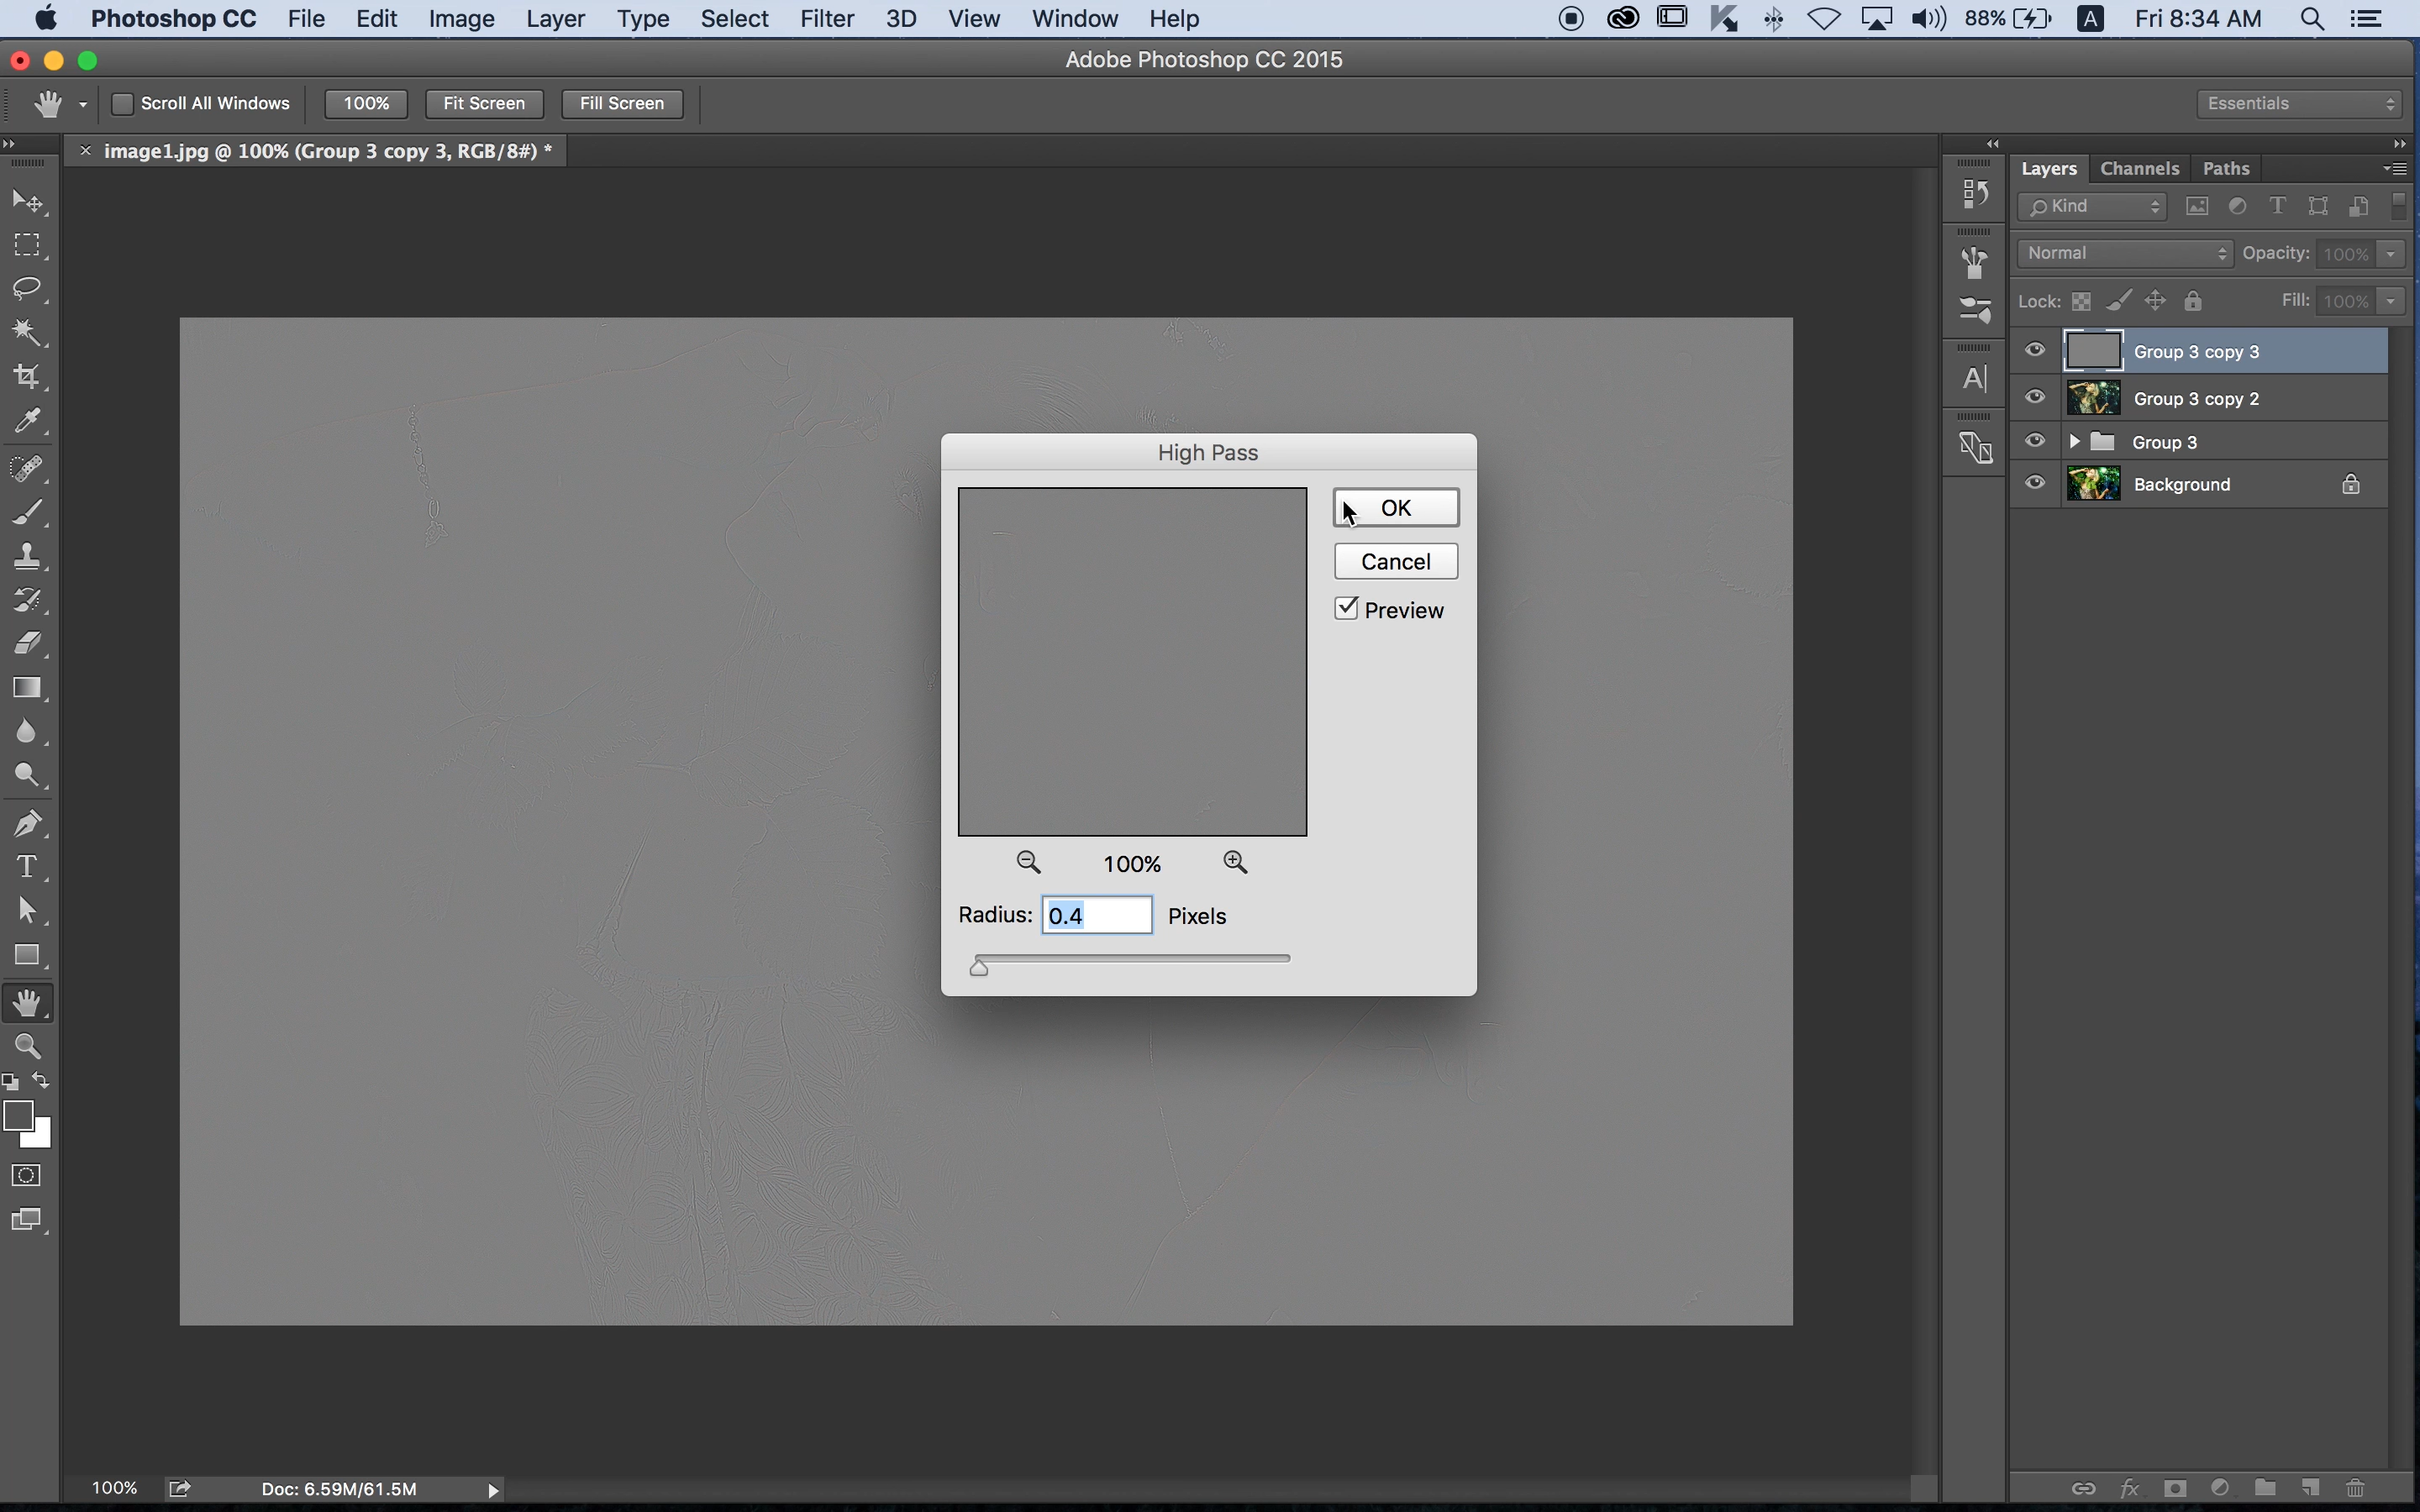 Photoshop CC File Edit Image Layer Type Select Filter 3D View Window Help 88% A Fri 8:34 AM
Adobe Photoshop CC 2015
Scroll All Windows 100% Fit Screen Fill Screen Essentials
× image1.jpg @ 100% (Group 3 copy 3, RGB/8#) *
Layers Channels Paths
Kind
Normal Opacity: 100%
Lock: Fill: 100%
Group 3 copy 3
Group 3 copy 2
Group 3
Background
High Pass
OK
Cancel
Preview
100%
Radius: 0.4 Pixels
100% Doc: 6.59M/61.5M
fx